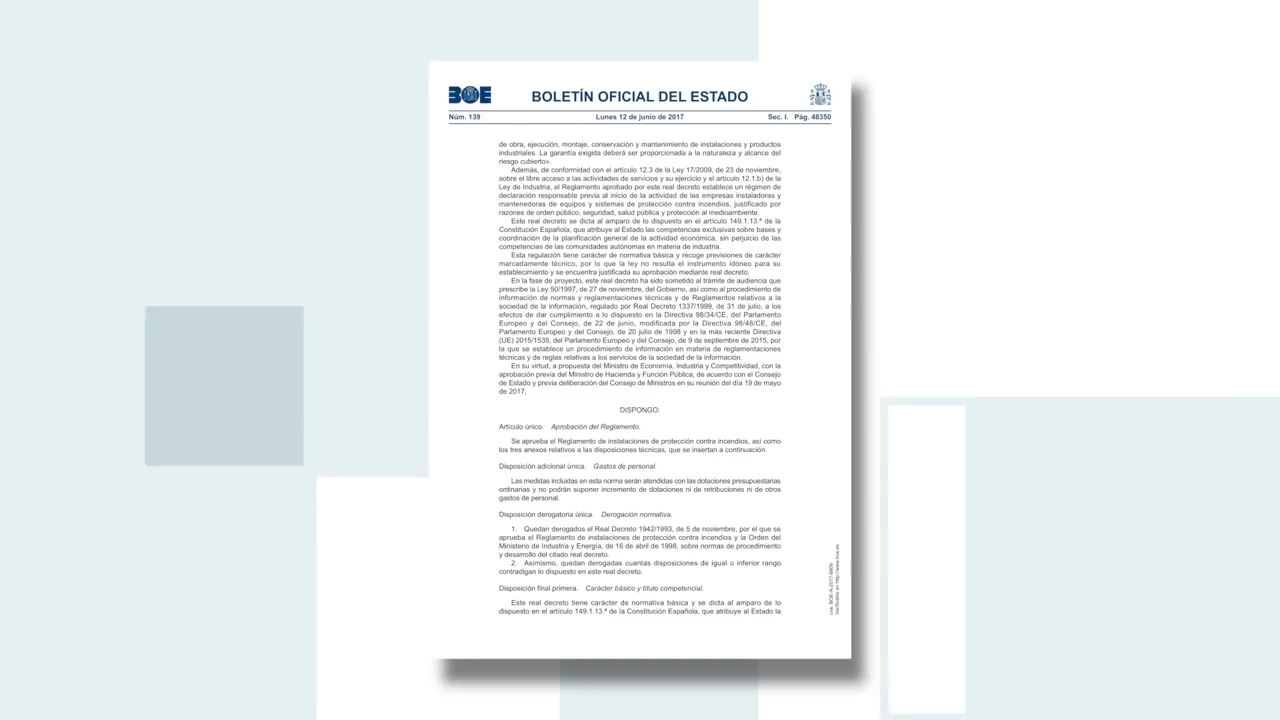 BOE
BOLETÍN OFICIAL DEL ESTADO
Núm. 139
Lunes 12 de junio de 2017
Sec. I. Pág. 48350
de obra, ejecución, montaje, conservación y mantenimiento de instalaciones y productos
industriales. La garantía exigida deberá ser proporcionada a la naturaleza y alcance del
riesgo cubierto».
Además, de conformidad con el artículo 12.3 de la Ley 17/2009, de 23 de noviembre,
sobre el libre acceso a las actividades de servicios y su ejercicio y el artículo 12.1.b) de la
Ley de Industria, el Reglamento aprobado por este real decreto establece un régimen de
declaración responsable previa al inicio de la actividad de las empresas instaladoras y
mantenedoras de equipos y sistemas de protección contra incendios, justificado por
razones de orden público, seguridad, salud pública y protección al medioambiente.
Este real decreto se dicta al amparo de lo dispuesto en el artículo 149.1.13.ª de la
Constitución Española, que atribuye al Estado las competencias exclusivas sobre bases y
coordinación de la planificación general de la actividad económica, sin perjuicio de las
competencias de las comunidades autónomas en materia de industria.
Esta regulación tiene carácter de normativa básica y recoge previsiones de carácter
marcadamente técnico, por lo que la ley no resulta el instrumento idóneo para su
establecimiento y se encuentra justificada su aprobación mediante real decreto.
En la fase de proyecto, este real decreto ha sido sometido al trámite de audiencia que
prescribe la Ley 50/1997, de 27 de noviembre, del Gobierno, así como al procedimiento de
información de normas y reglamentaciones técnicas y de Reglamentos relativos a la
sociedad de la información, regulado por Real Decreto 1337/1999, de 31 de julio, a los
efectos de dar cumplimiento a lo dispuesto en la Directiva 98/34/CE, del Parlamento
Europeo y del Consejo, de 22 de junio, modificada por la Directiva 98/48/CE, del
Parlamento Europeo y del Consejo, de 20 de julio de 1998 y en la más reciente Directiva
(UE) 2015/1535, del Parlamento Europeo y del Consejo, de 9 de septiembre de 2015, por
la que se establece un procedimiento de información en materia de reglamentaciones
técnicas y de reglas relativas a los servicios de la sociedad de la información.
En su virtud, a propuesta del Ministro de Economía, Industria y Competitividad, con la
aprobación previa del Ministro de Hacienda y Función Pública, de acuerdo con el Consejo
de Estado y previa deliberación del Consejo de Ministros en su reunión del día 19 de mayo
de 2017,
DISPONGO:
Artículo único. Aprobación del Reglamento.
Se aprueba el Reglamento de instalaciones de protección contra incendios, así como
los tres anexos relativos a las disposiciones técnicas, que se insertan a continuación.
Disposición adicional única. Gastos de personal.
Las medidas incluidas en esta norma serán atendidas con las dotaciones presupuestarias
ordinarias y no podrán suponer incremento de dotaciones ni de retribuciones ni de otros
gastos de personal.
Disposición derogatoria única. Derogación normativa.
1. Quedan derogados el Real Decreto 1942/1993, de 5 de noviembre, por el que se
aprueba el Reglamento de instalaciones de protección contra incendios y la Orden del
Ministerio de Industria y Energía, de 16 de abril de 1998, sobre normas de procedimiento
y desarrollo del citado real decreto.
2. Asimismo, quedan derogadas cuantas disposiciones de igual o inferior rango
contradigan lo dispuesto en este real decreto.
Disposición final primera. Carácter básico y título competencial.
Este real decreto tiene carácter de normativa básica y se dicta al amparo de lo
dispuesto en el artículo 149.1.13.ª de la Constitución Española, que atribuye al Estado la
cve: BOE-A-2017-6606
Verificable en http://www.boe.es